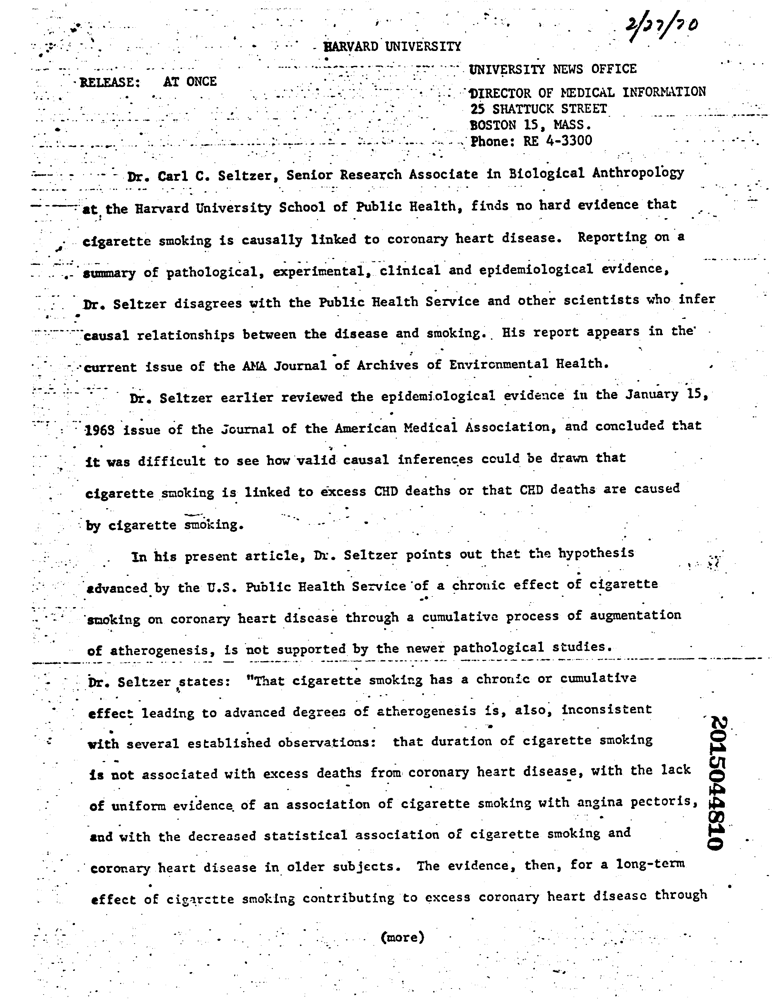 2/27/70
HARVARD UNIVERSITY
UNIVERSITY NEWS OFFICE
RELEASE: AT ONCE
DIRECTOR OF MEDICAL INFORMATION
25 SHATTUCK STREET
BOSTON 15, MASS.
Phone: RE 4-3300
Dr. Carl C. Seltzer, Senior Research Associate in Biological Anthropology
at the Harvard University School of Public Health, finds no hard evidence that
cigarette smoking is causally linked to coronary heart disease. Reporting on a
summary of pathological, experimental, clinical and epidemiological evidence,
Dr. Seltzer disagrees with the Public Health Service and other scientists who infer
causal relationships between the disease and smoking. His report appears in the
current issue of the AMA Journal of Archives of Environmental Health.
Dr. Seltzer earlier reviewed the epidemiological evidence in the January 15,
1968 issue of the Journal of the American Medical Association, and concluded that
it was difficult to see how valid causal inferences could be drawn that
cigarette smoking is linked to excess CHD deaths or that CHD deaths are caused
by cigarette smoking.
In his present article, Dr. Seltzer points out that the hypothesis
advanced by the U.S. Public Health Service of a chronic effect of cigarette
smoking on coronary heart disease through a cumulative process of augmentation
of atherogenesis, is not supported by the newer pathological studies.
Dr. Seltzer states: "That cigarette smoking has a chronic or cumulative
effect leading to advanced degrees of atherogenesis is, also, inconsistent
with several established observations: that duration of cigarette smoking
is not associated with excess deaths from coronary heart disease, with the lack
of uniform evidence of an association of cigarette smoking with angina pectoris,
and with the decreased statistical association of cigarette smoking and
coronary heart disease in older subjects. The evidence, then, for a long-term
effect of cigarette smoking contributing to excess coronary heart disease through
(more)
2015044810